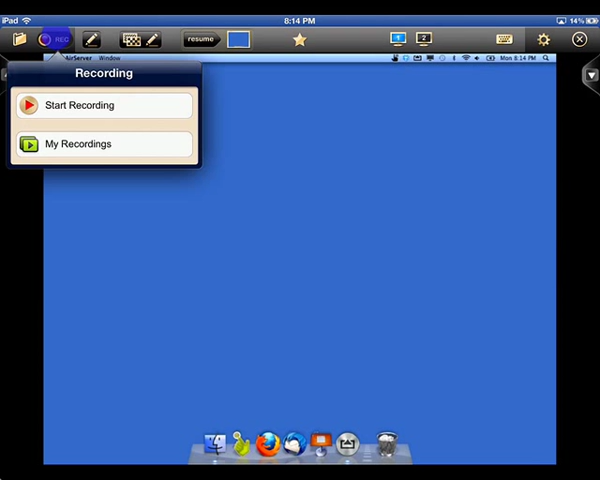 iPad 8:14 PM 14%
REC resume 1 2
AirServer Window Mon 8:14 PM
Recording
Start Recording
My Recordings